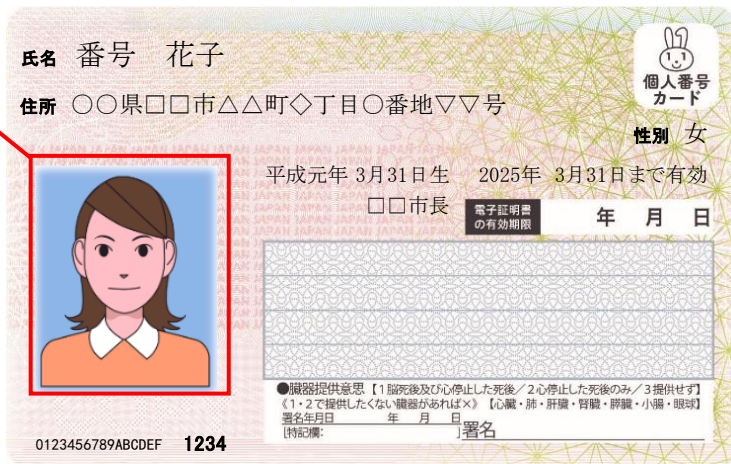 氏名 番号 花子
個人番号
カード
住所 〇〇県□□市△△町◇丁目〇番地▽▽号
性別 女
平成元年 3月31日生 2025年 3月31日まで有効
□□市長
電子証明書
の有効期限 年 月 日
●臓器提供意思【1脳死後及び心停止した死後／2心停止した死後のみ／3提供せず】
《1・2で提供したくない臓器があれば×》【心臓・肺・肝臓・腎臓・膵臓・小腸・眼球】
署名年月日 年 月 日
[特記欄: ]署名
0123456789ABCDEF 1234